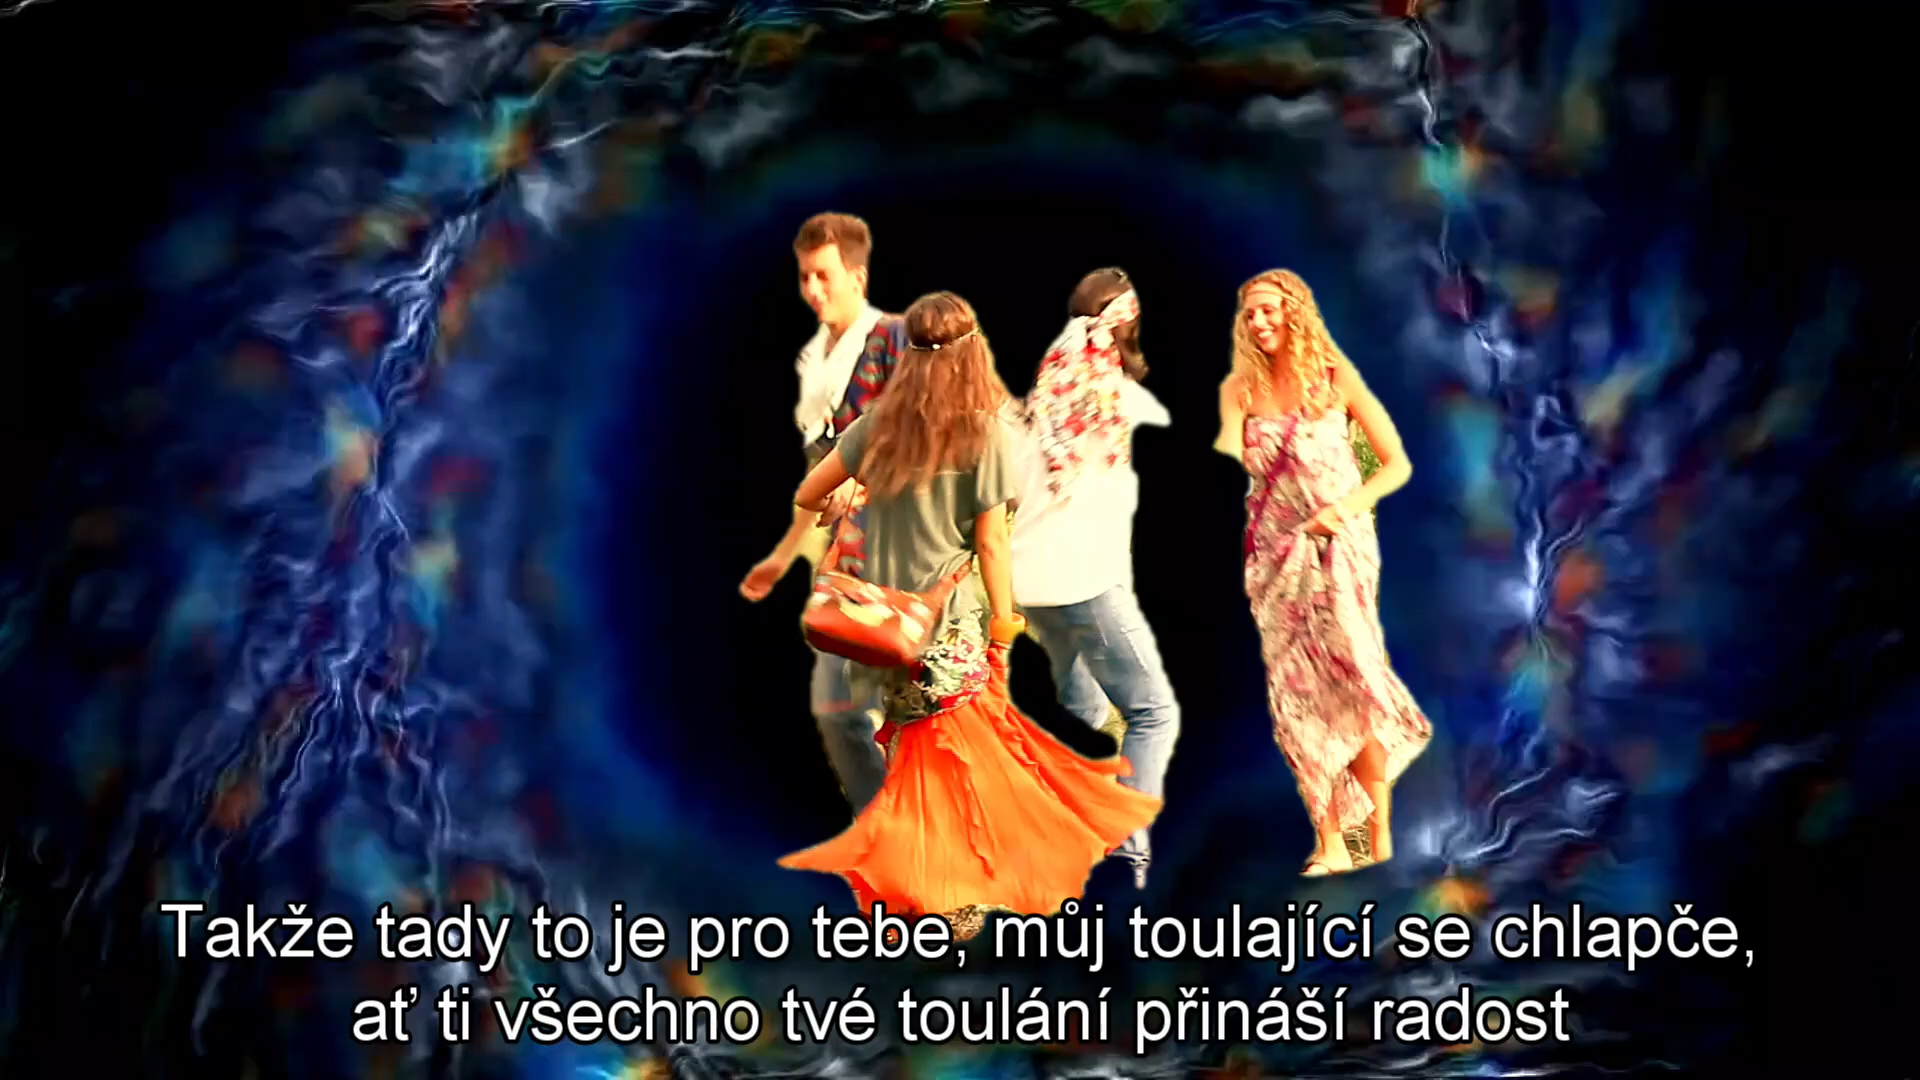 Takže tady to je pro tebe, můj toulající se chlapče,
ať ti všechno tvé toulání přináší radost